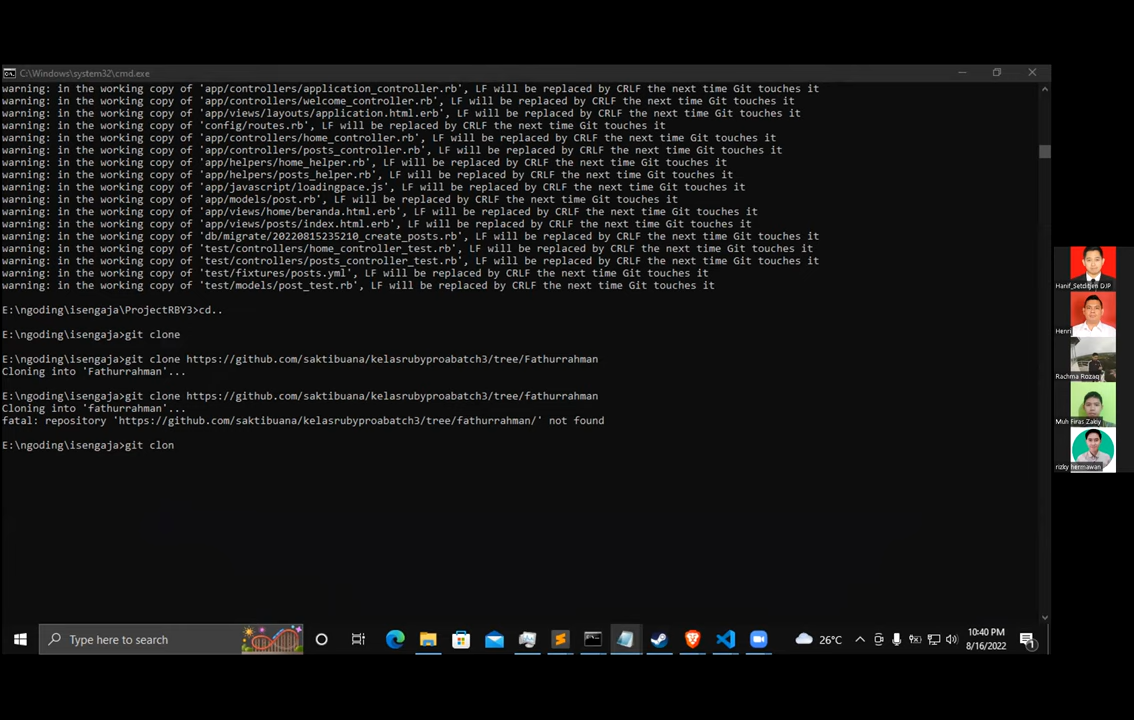 C:\Windows\system32\cmd.exe
warning: in the working copy of 'app/controllers/application_controller.rb', LF will be replaced by CRLF the next time Git touches it
warning: in the working copy of 'app/controllers/welcome_controller.rb', LF will be replaced by CRLF the next time Git touches it
warning: in the working copy of 'app/views/layouts/application.html.erb', LF will be replaced by CRLF the next time Git touches it
warning: in the working copy of 'config/routes.rb', LF will be replaced by CRLF the next time Git touches it
warning: in the working copy of 'app/controllers/home_controller.rb', LF will be replaced by CRLF the next time Git touches it
warning: in the working copy of 'app/controllers/posts_controller.rb', LF will be replaced by CRLF the next time Git touches it
warning: in the working copy of 'app/helpers/home_helper.rb', LF will be replaced by CRLF the next time Git touches it
warning: in the working copy of 'app/helpers/posts_helper.rb', LF will be replaced by CRLF the next time Git touches it
warning: in the working copy of 'app/javascript/loadingpace.js', LF will be replaced by CRLF the next time Git touches it
warning: in the working copy of 'app/models/post.rb', LF will be replaced by CRLF the next time Git touches it
warning: in the working copy of 'app/views/home/beranda.html.erb', LF will be replaced by CRLF the next time Git touches it
warning: in the working copy of 'app/views/posts/index.html.erb', LF will be replaced by CRLF the next time Git touches it
warning: in the working copy of 'db/migrate/20220815235210_create_posts.rb', LF will be replaced by CRLF the next time Git touches it
warning: in the working copy of 'test/controllers/home_controller_test.rb', LF will be replaced by CRLF the next time Git touches it
warning: in the working copy of 'test/controllers/posts_controller_test.rb', LF will be replaced by CRLF the next time Git touches it
warning: in the working copy of 'test/fixtures/posts.yml', LF will be replaced by CRLF the next time Git touches it
warning: in the working copy of 'test/models/post_test.rb', LF will be replaced by CRLF the next time Git touches it
E:\ngoding\isengaja\ProjectRBY3>cd..
E:\ngoding\isengaja>git clone
E:\ngoding\isengaja>git clone https://github.com/saktibuana/kelasrubyproabatch3/tree/Fathurrahman
Cloning into 'Fathurrahman'...
E:\ngoding\isengaja>git clone https://github.com/saktibuana/kelasrubyproabatch3/tree/fathurrahman
Cloning into 'fathurrahman'...
fatal: repository 'https://github.com/saktibuana/kelasrubyproabatch3/tree/fathurrahman/' not found
E:\ngoding\isengaja>git clon
Hanif_Setditjen DJP
Henri
Rachma Rozaq
Muh Firas Zakiy
rizky hermawan
Type here to search
26°C
10:40 PM
8/16/2022
1